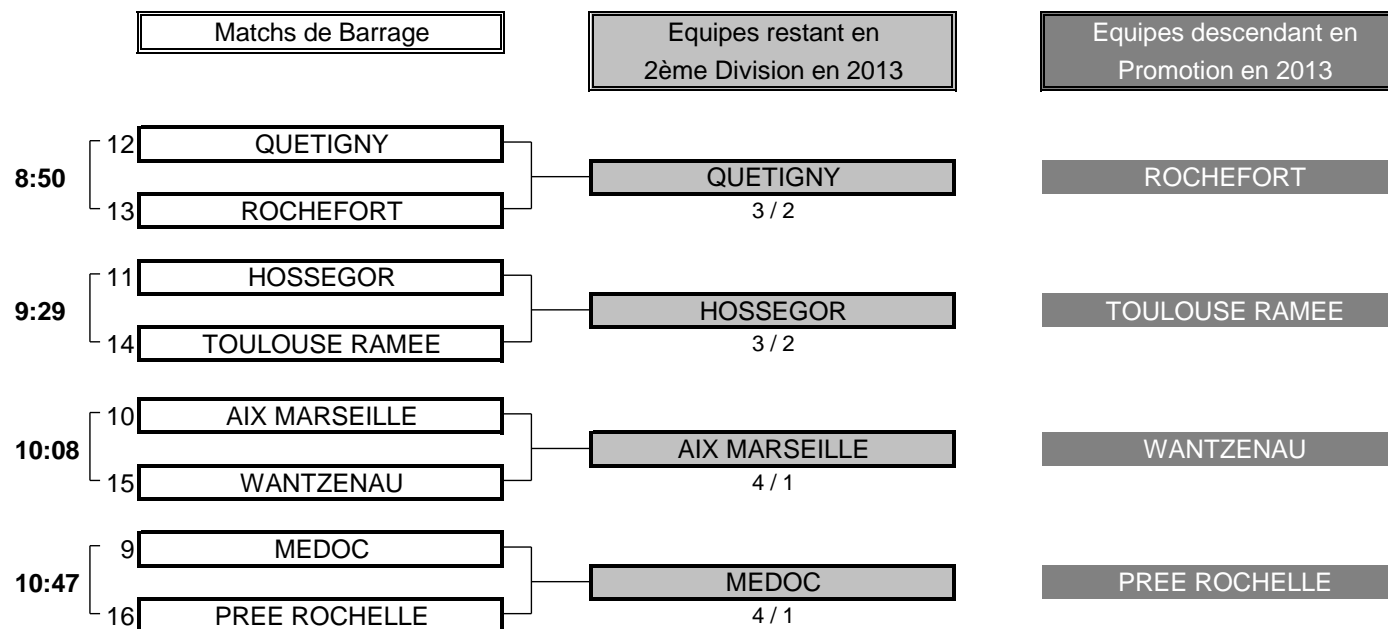 Matchs de Barrage
Equipes restant en
2ème Division en 2013
Equipes descendant en
Promotion en 2013
8:50
12 QUETIGNY
13 ROCHEFORT
QUETIGNY
3 / 2
ROCHEFORT
9:29
11 HOSSEGOR
14 TOULOUSE RAMEE
HOSSEGOR
3 / 2
TOULOUSE RAMEE
10:08
10 AIX MARSEILLE
15 WANTZENAU
AIX MARSEILLE
4 / 1
WANTZENAU
10:47
9 MEDOC
16 PREE ROCHELLE
MEDOC
4 / 1
PREE ROCHELLE